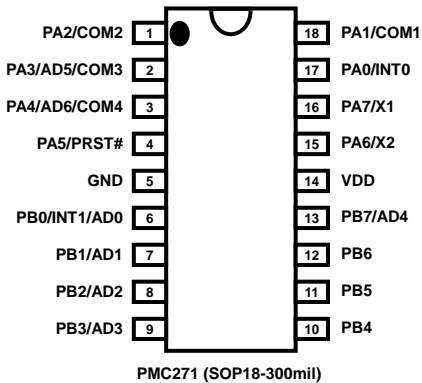 PA2/COM2 1 18 PA1/COM1
PA3/AD5/COM3 2 17 PA0/INT0
PA4/AD6/COM4 3 16 PA7/X1
PA5/PRST# 4 15 PA6/X2
GND 5 14 VDD
PB0/INT1/AD0 6 13 PB7/AD4
PB1/AD1 7 12 PB6
PB2/AD2 8 11 PB5
PB3/AD3 9 10 PB4
PMC271 (SOP18-300mil)